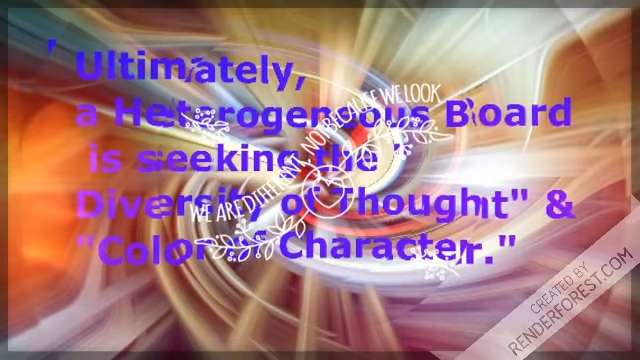 ' Ultimately,
a Heterogeneous Board
is seeking the '
Diversity of Thought" &
"Color of Character."
WE ARE DIFFERENT, NOT BECAUSE WE LOOK
CREATED BY
RENDERFOREST.COM